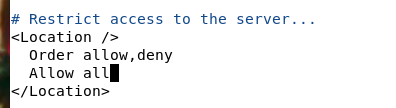 # Restrict access to the server...
<Location />
  Order allow,deny
  Allow all
</Location>